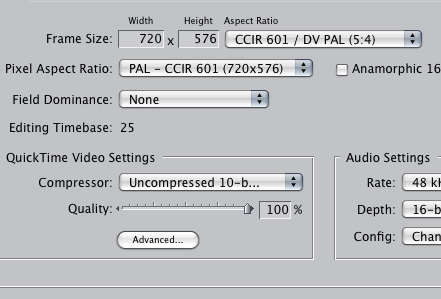 Width Height Aspect Ratio
Frame Size: 720 x 576 CCIR 601 / DV PAL (5:4)
Pixel Aspect Ratio: PAL – CCIR 601 (720x576) Anamorphic 16
Field Dominance: None
Editing Timebase: 25
QuickTime Video Settings Audio Settings
Compressor: Uncompressed 10-b... Rate: 48 k
Quality: 100 % Depth: 16-b
Advanced... Config: Chan